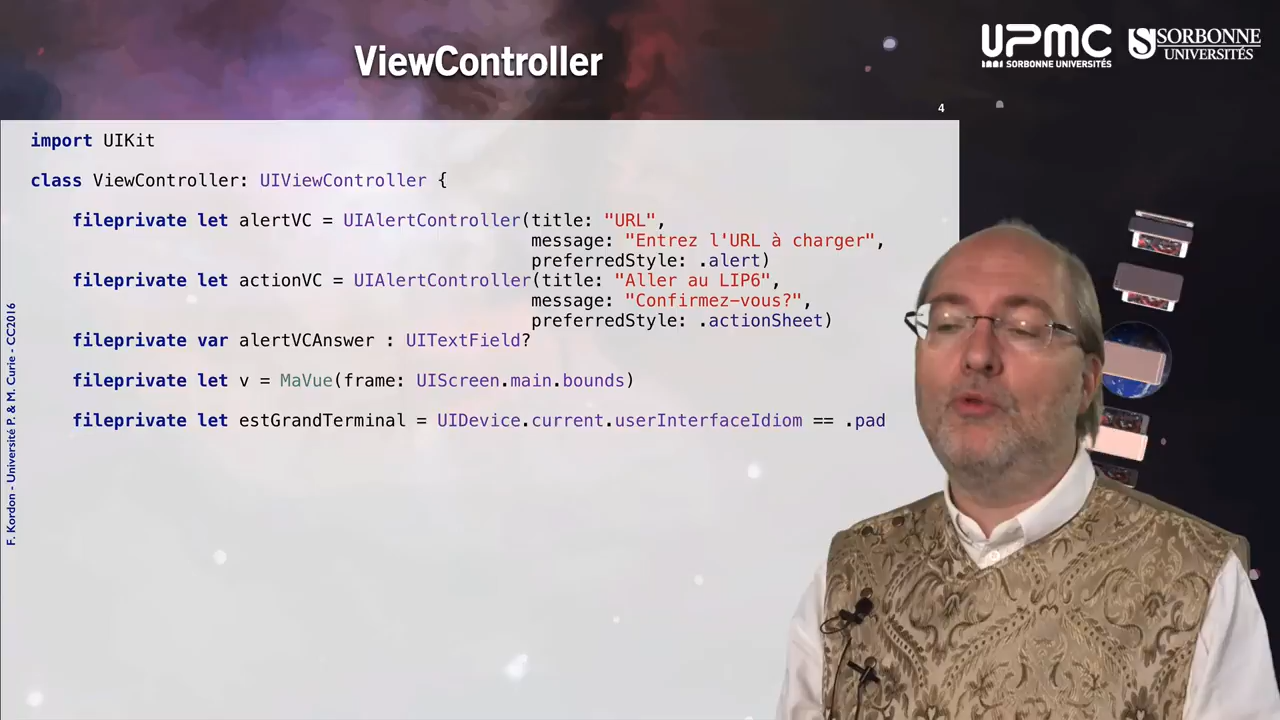 ViewController
UPMC
SORBONNE UNIVERSITÉS
SORBONNE
UNIVERSITÉS
4
import UIKit
class ViewController: UIViewController {
fileprivate let alertVC = UIAlertController(title: "URL",
message: "Entrez l'URL à charger",
preferredStyle: .alert)
fileprivate let actionVC = UIAlertController(title: "Aller au LIP6",
message: "Confirmez-vous?",
preferredStyle: .actionSheet)
fileprivate var alertVCAnswer : UITextField?
fileprivate let v = MaVue(frame: UIScreen.main.bounds)
fileprivate let estGrandTerminal = UIDevice.current.userInterfaceIdiom == .pad
F. Kordon - Université P. & M. Curie - CC2016